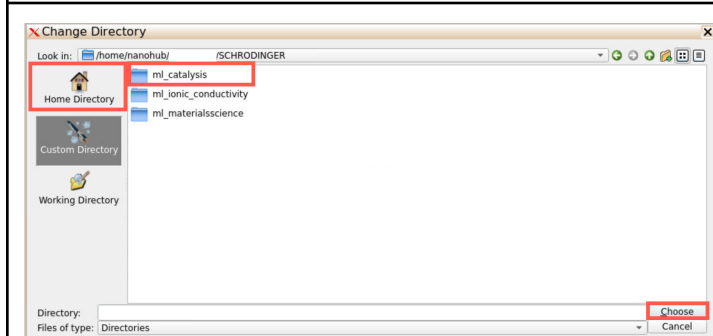 Change Directory
Look in: /home/nanohub/ /SCHRODINGER
Home Directory
Custom Directory
Working Directory
ml_catalysis
ml_ionic_conductivity
ml_materialsscience
Directory:
Choose
Files of type: Directories
Cancel